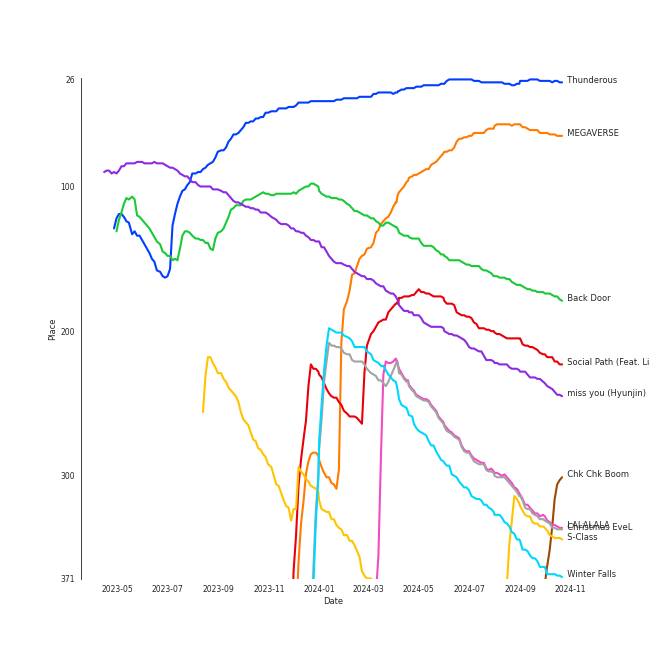 26
Thunderous
MEGAVERSE
100
Back Door
Place
200
Social Path (Feat. Li
miss you (Hyunjin)
Chk Chk Boom
300
LALALALA
Christmas EveL
S-Class
Winter Falls
371
2023-05 2023-07 2023-09 2023-11 2024-01 2024-03 2024-05 2024-07 2024-09 2024-11
Date